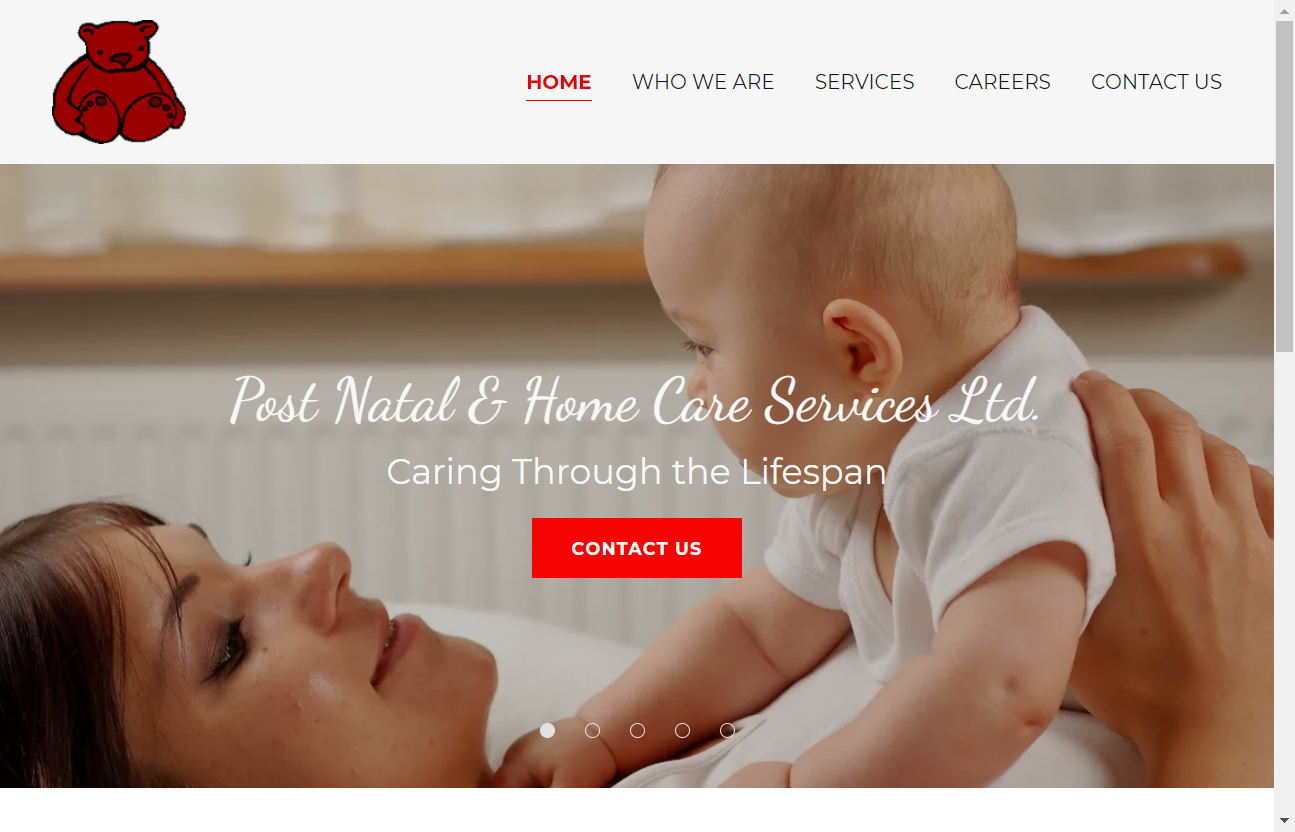 HOME WHO WE ARE SERVICES CAREERS CONTACT US
Post Natal & Home Care Services Ltd.
Caring Through the Lifespan
CONTACT US